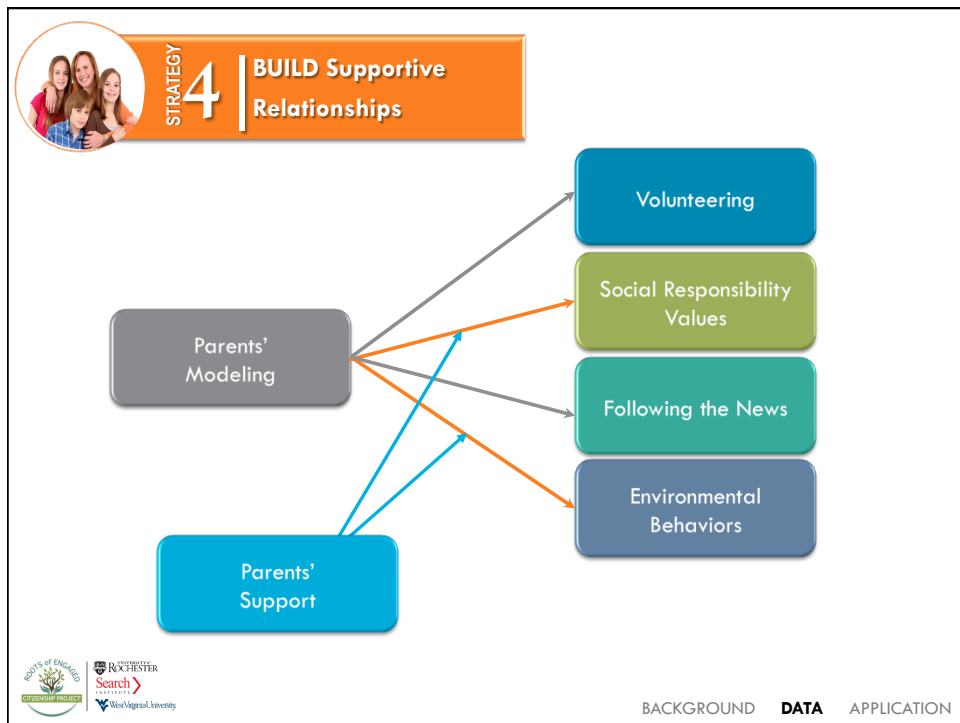 STRATEGY
4
BUILD Supportive
Relationships
Volunteering
Social Responsibility
Values
Parents’
Modeling
Following the News
Environmental
Behaviors
Parents’
Support
ROOTS of ENGAGED
CITIZENSHIP PROJECT
UNIVERSITY of
ROCHESTER
Search
INSTITUTE
WestVirginiaUniversity.
BACKGROUND DATA APPLICATION